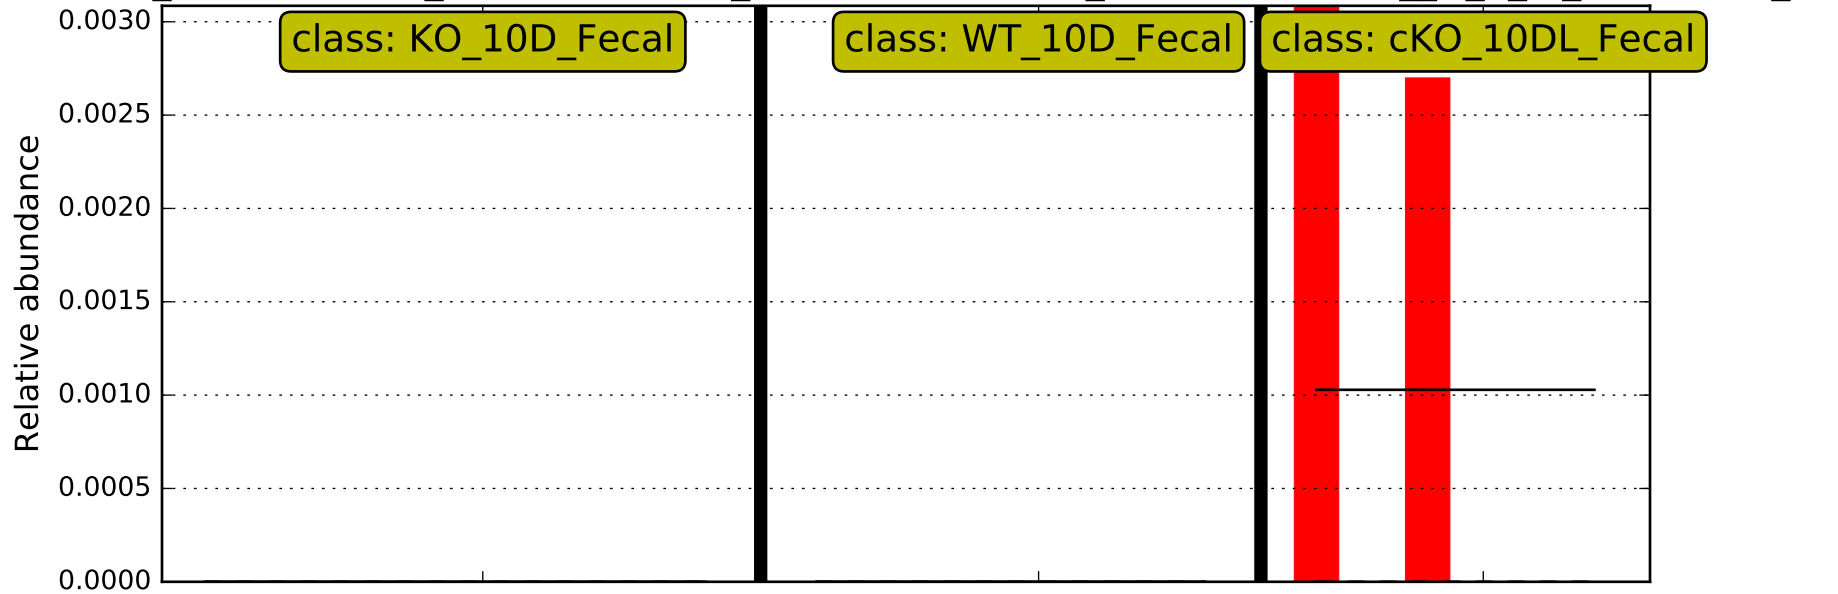 0.0030
class: KO_10D_Fecal
class: WT_10D_Fecal
class: cKO_10DL_Fecal
0.0025
0.0020
0.0015
0.0010
0.0005
0.0000
Relative abundance